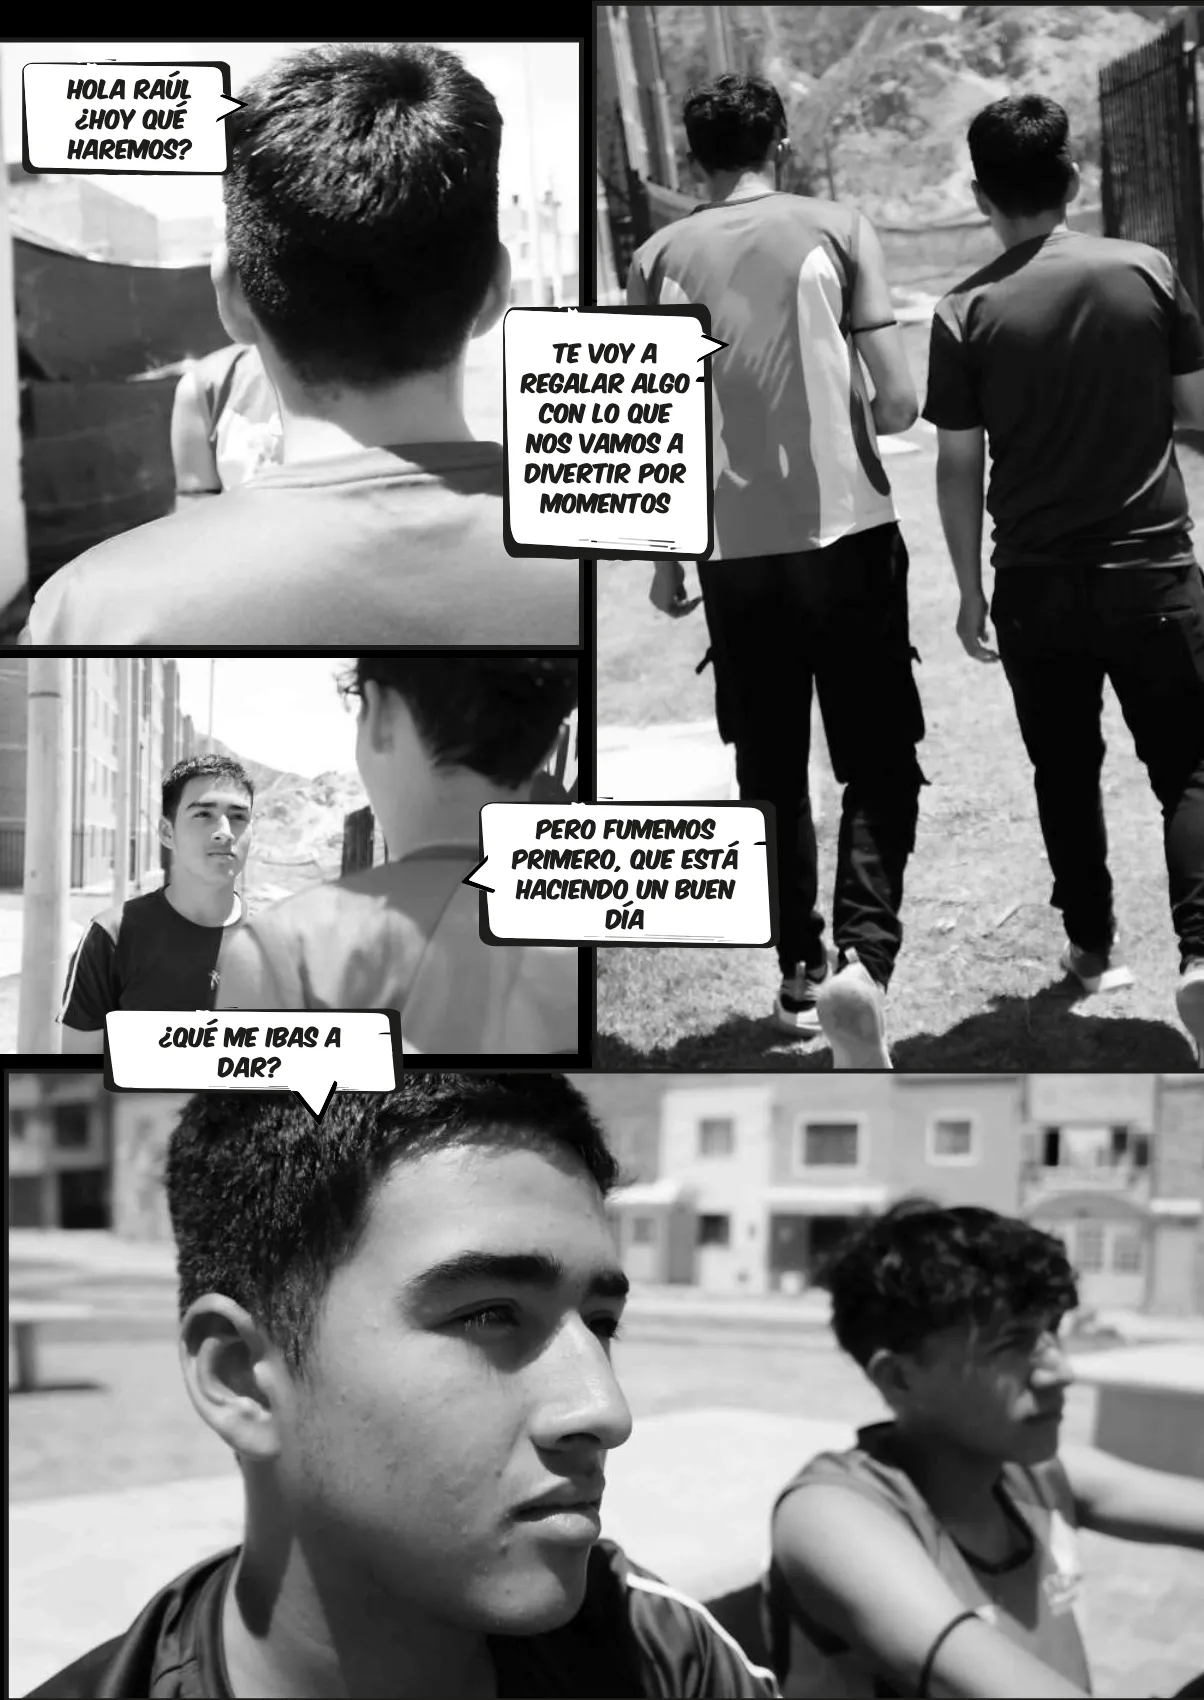 HOLA RAÚL
¿HOY QUÉ
HAREMOS?
TE VOY A
REGALAR ALGO
CON LO QUE
NOS VAMOS A
DIVERTIR POR
MOMENTOS
PERO FUMEMOS
PRIMERO, QUE ESTÁ
HACIENDO UN BUEN
DÍA
¿QUÉ ME IBAS A
DAR?